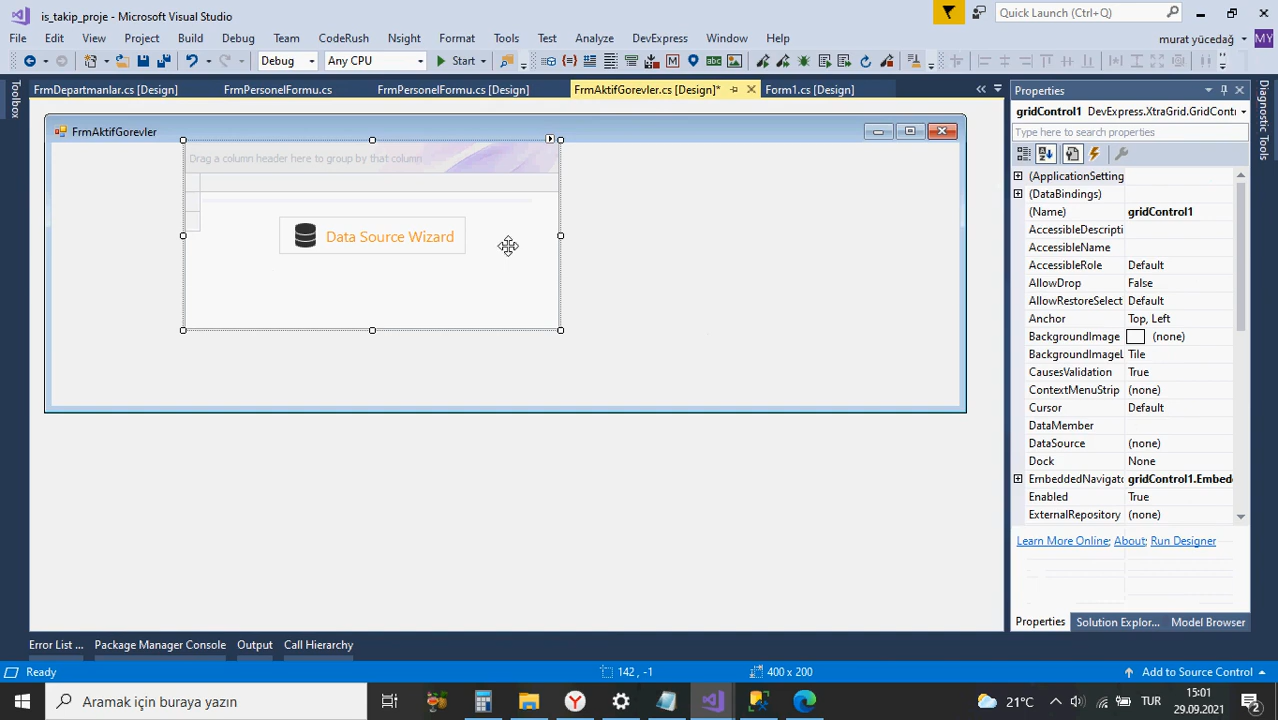 is_takip_proje - Microsoft Visual Studio
Quick Launch (Ctrl+Q)
File Edit View Project Build Debug Team CodeRush Nsight Format Tools Test Analyze DevExpress Window Help
murat yücedağ MY
Debug Any CPU Start
FrmDepartmanlar.cs [Design] FrmPersonelFormu.cs FrmPersonelFormu.cs [Design] FrmAktifGorevler.cs [Design]* Form1.cs [Design]
Toolbox
FrmAktifGorevler
Drag a column header here to group by that column
Data Source Wizard
Properties
gridControl1 DevExpress.XtraGrid.GridContr
Type here to search properties
(ApplicationSetting
(DataBindings)
(Name) gridControl1
AccessibleDescripti
AccessibleName
AccessibleRole Default
AllowDrop False
AllowRestoreSelect Default
Anchor Top, Left
BackgroundImage (none)
BackgroundImageL Tile
CausesValidation True
ContextMenuStrip (none)
Cursor Default
DataMember
DataSource (none)
Dock None
EmbeddedNavigato gridControl1.Embed
Enabled True
ExternalRepository (none)
Learn More Online; About; Run Designer
Properties Solution Explor... Model Browser
Diagnostic Tools
Error List ... Package Manager Console Output Call Hierarchy
Ready 142 , -1 400 x 200 Add to Source Control
Aramak için buraya yazın
21°C TUR 15:01
29.09.2021
2